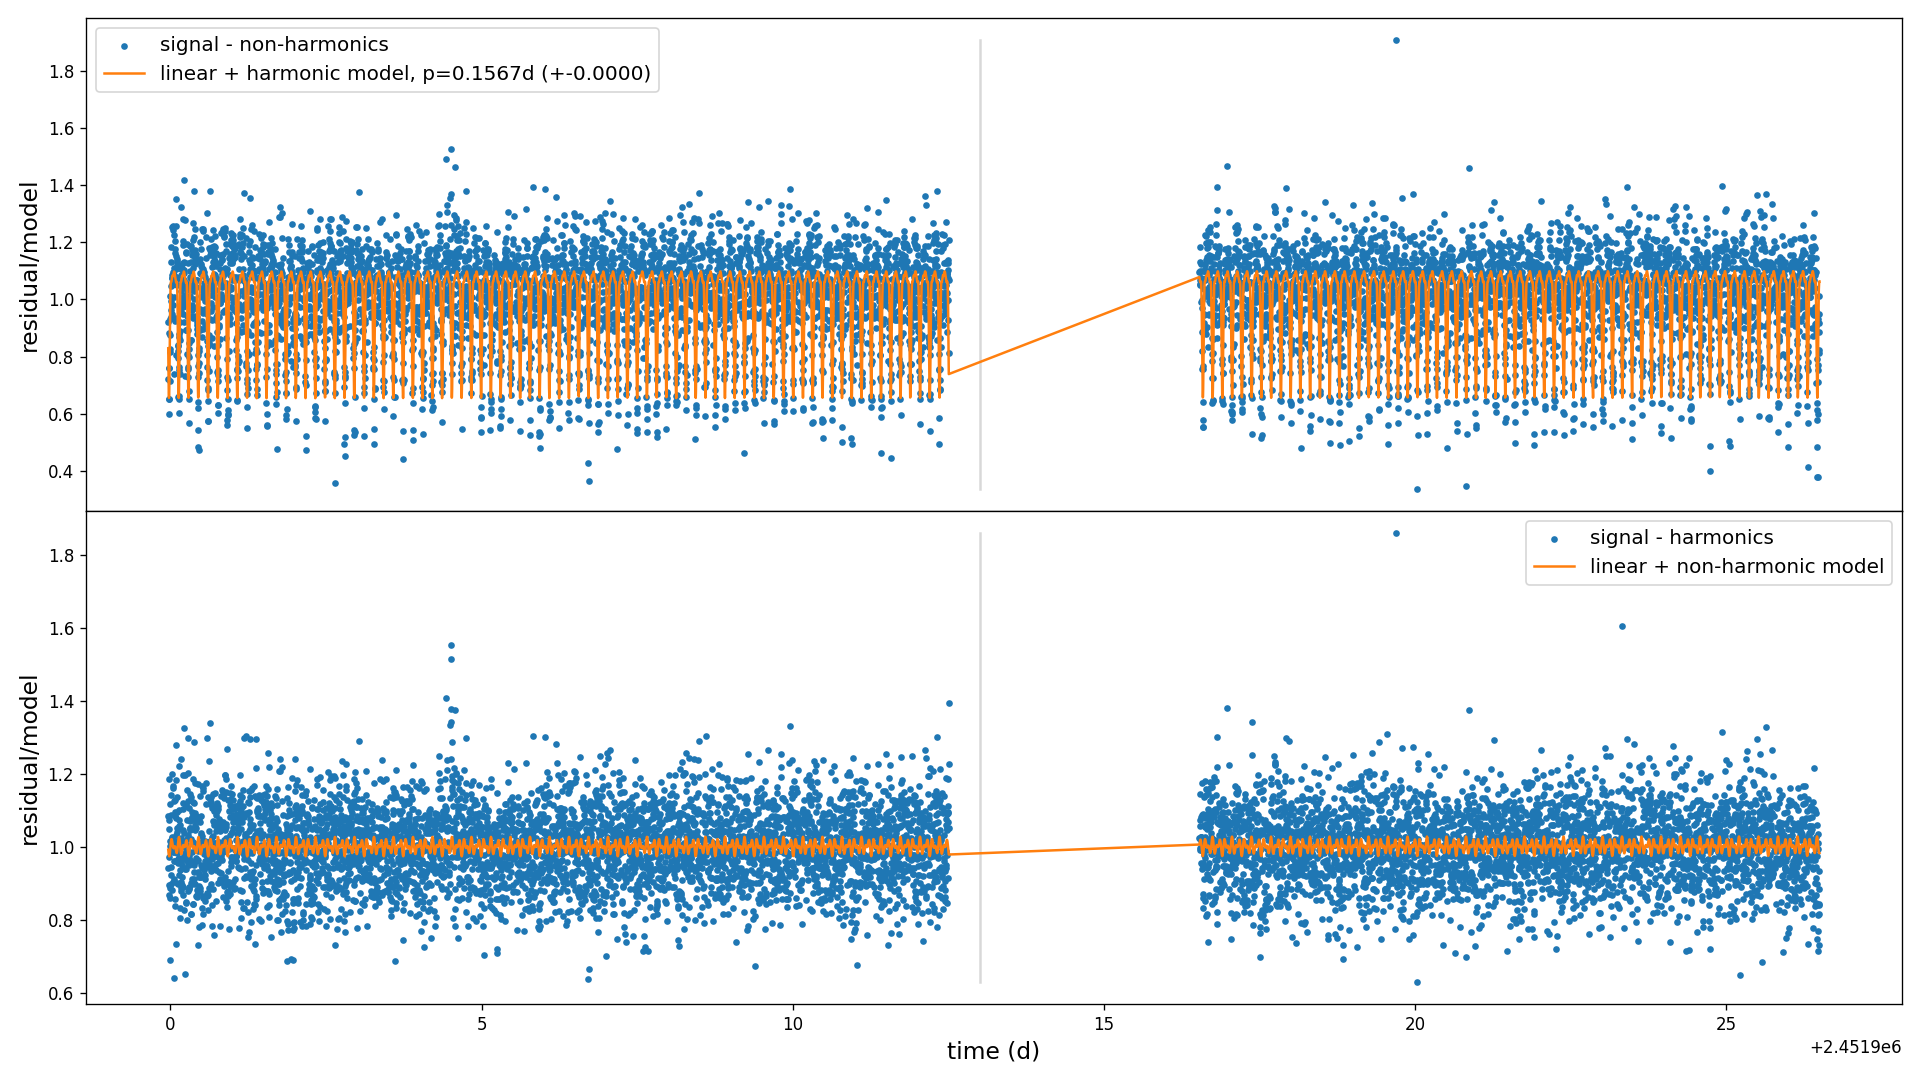 signal - non-harmonics
linear + harmonic model, p=0.1567d (+-0.0000)
1.8
1.6
1.4
1.2
1.0
0.8
0.6
0.4
residual/model
signal - harmonics
linear + non-harmonic model
1.8
1.6
1.4
1.2
1.0
0.8
0.6
residual/model
0 5 10 15 20 25
time (d)
+2.4519e6